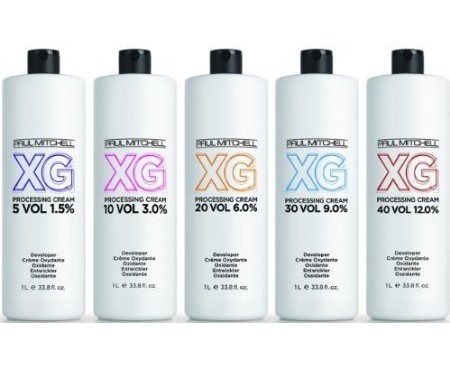 PAUL MITCHELL
XG
PROCESSING CREAM
5 VOL 1.5%
Developer
Crème Oxydante
Oxidante
Entwickler
Ossidante
1 L ℮ 33.8 fl. oz.
PAUL MITCHELL
XG
PROCESSING CREAM
10 VOL 3.0%
Developer
Crème Oxydante
Oxidante
Entwickler
Ossidante
1 L ℮ 33.8 fl. oz.
PAUL MITCHELL
XG
PROCESSING CREAM
20 VOL 6.0%
Developer
Crème Oxydante
Oxidante
Entwickler
Ossidante
1 L ℮ 33.8 fl. oz.
PAUL MITCHELL
XG
PROCESSING CREAM
30 VOL 9.0%
Developer
Crème Oxydante
Oxidante
Entwickler
Ossidante
1 L ℮ 33.8 fl. oz.
PAUL MITCHELL
XG
PROCESSING CREAM
40 VOL 12.0%
Developer
Crème Oxydante
Oxidante
Entwickler
Ossidante
1 L ℮ 33.8 fl. oz.